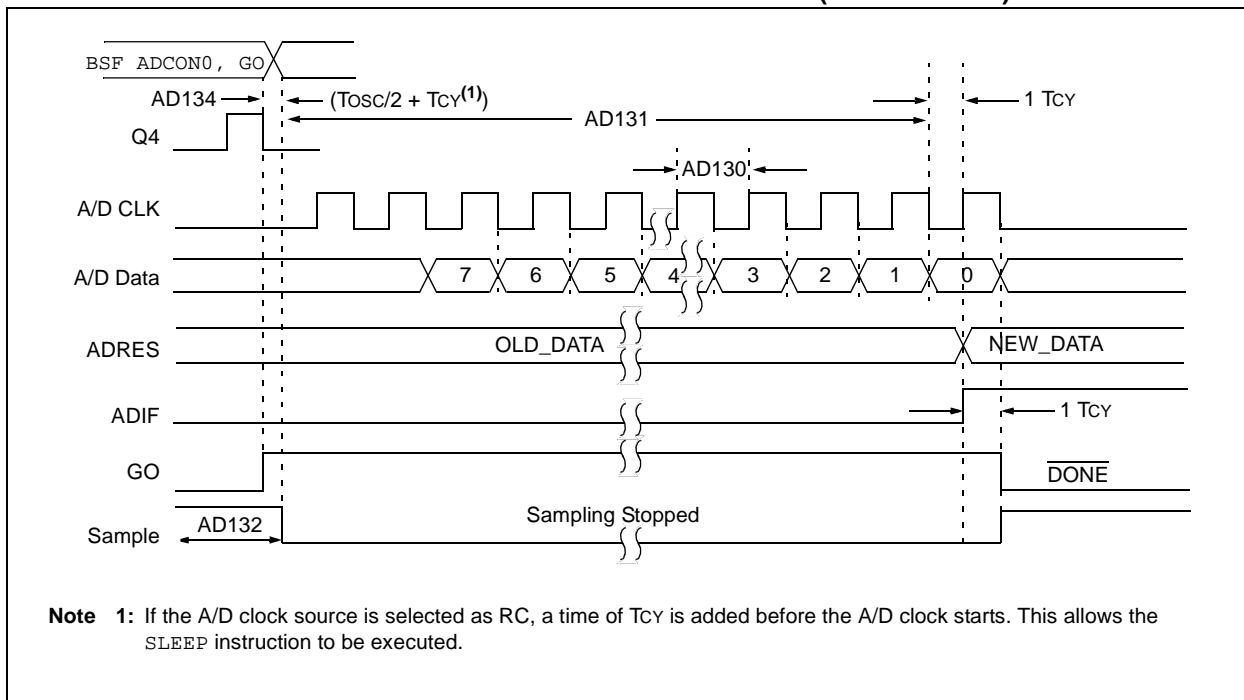 BSF ADCON0, GO
AD134
(TOSC/2 + TCY(1))
1 TCY
AD131
Q4
AD130
A/D CLK
A/D Data
7 6 5 4 3 2 1 0
ADRES
OLD_DATA
NEW_DATA
ADIF
1 TCY
GO
DONE
Sampling Stopped
AD132
Sample
Note 1: If the A/D clock source is selected as RC, a time of TCY is added before the A/D clock starts. This allows the
SLEEP instruction to be executed.